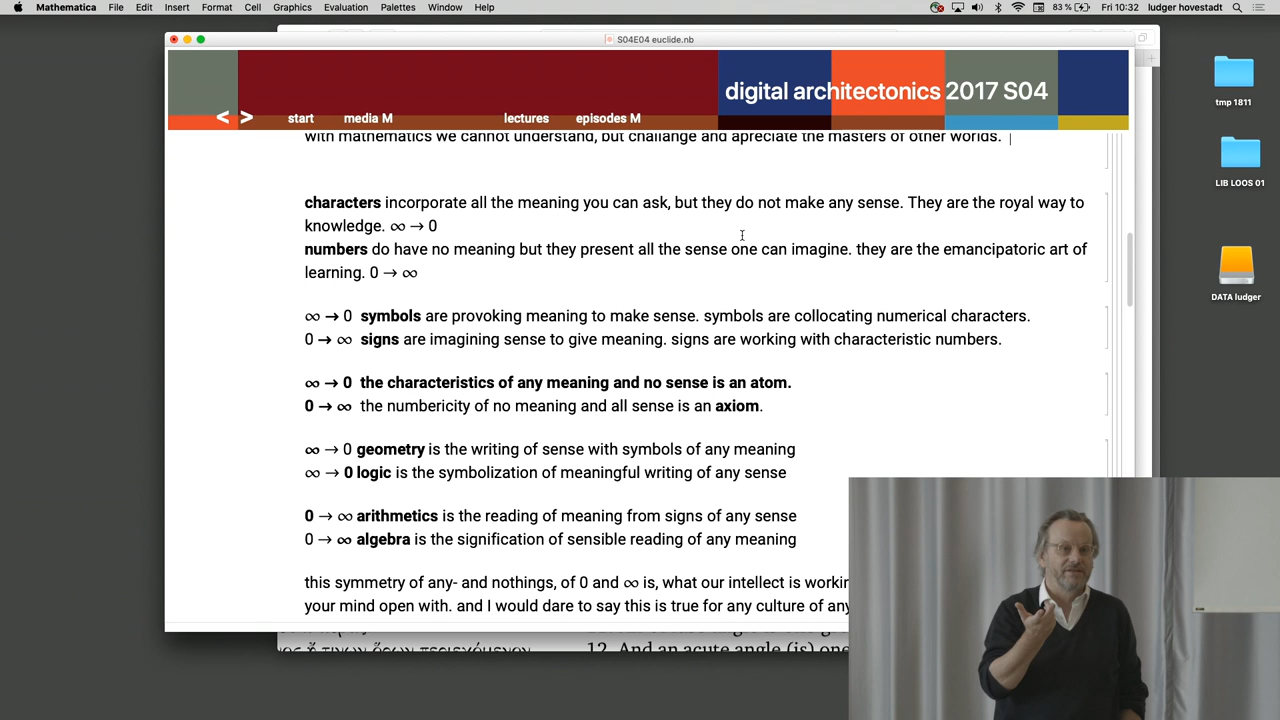 Mathematica File Edit Insert Format Cell Graphics Evaluation Palettes Window Help 83 % Fri 10:32 ludger hovestadt
S04E04 euclide.nb
digital architectonics 2017 S04
< > start media M lectures episodes M
with mathematics we cannot understand, but challange and apreciate the masters of other worlds.
characters incorporate all the meaning you can ask, but they do not make any sense. They are the royal way to
knowledge. ∞ → 0
numbers do have no meaning but they present all the sense one can imagine. they are the emancipatoric art of
learning. 0 → ∞
∞ → 0 symbols are provoking meaning to make sense. symbols are collocating numerical characters.
0 → ∞ signs are imagining sense to give meaning. signs are working with characteristic numbers.
∞ → 0 the characteristics of any meaning and no sense is an atom.
0 → ∞ the numbericity of no meaning and all sense is an axiom.
∞ → 0 geometry is the writing of sense with symbols of any meaning
∞ → 0 logic is the symbolization of meaningful writing of any sense
0 → ∞ arithmetics is the reading of meaning from signs of any sense
0 → ∞ algebra is the signification of sensible reading of any meaning
this symmetry of any- and nothings, of 0 and ∞ is, what our intellect is workin
your mind open with. and I would dare to say this is true for any culture of any
12. And an acute angle (is) one
tmp 1811
LIB LOOS 01
DATA ludger